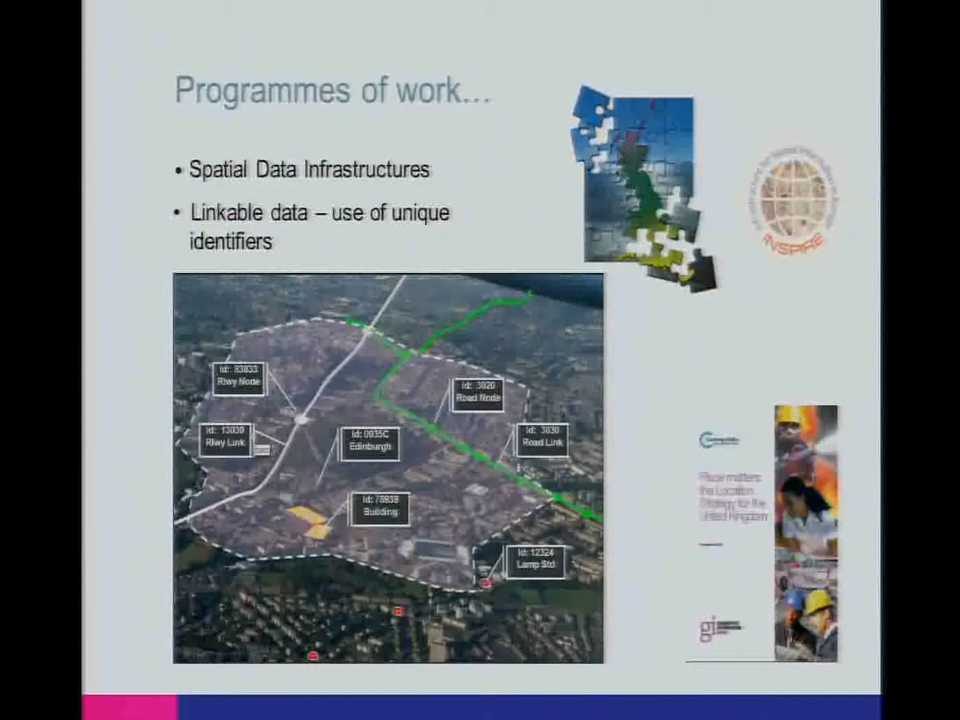 Programmes of work...
• Spatial Data Infrastructures
• Linkable data – use of unique
identifiers
INSPIRE
Id: 93833
Rlwy Node
Id: 3020
Road Node
Id: 13030
Rlwy Link
Id: 0035C
Edinburgh
Id: 3030
Road Link
Id: 78939
Building
Id: 12324
Lamp Std
Place matters:
the Location
Strategy for the
United Kingdom
gi